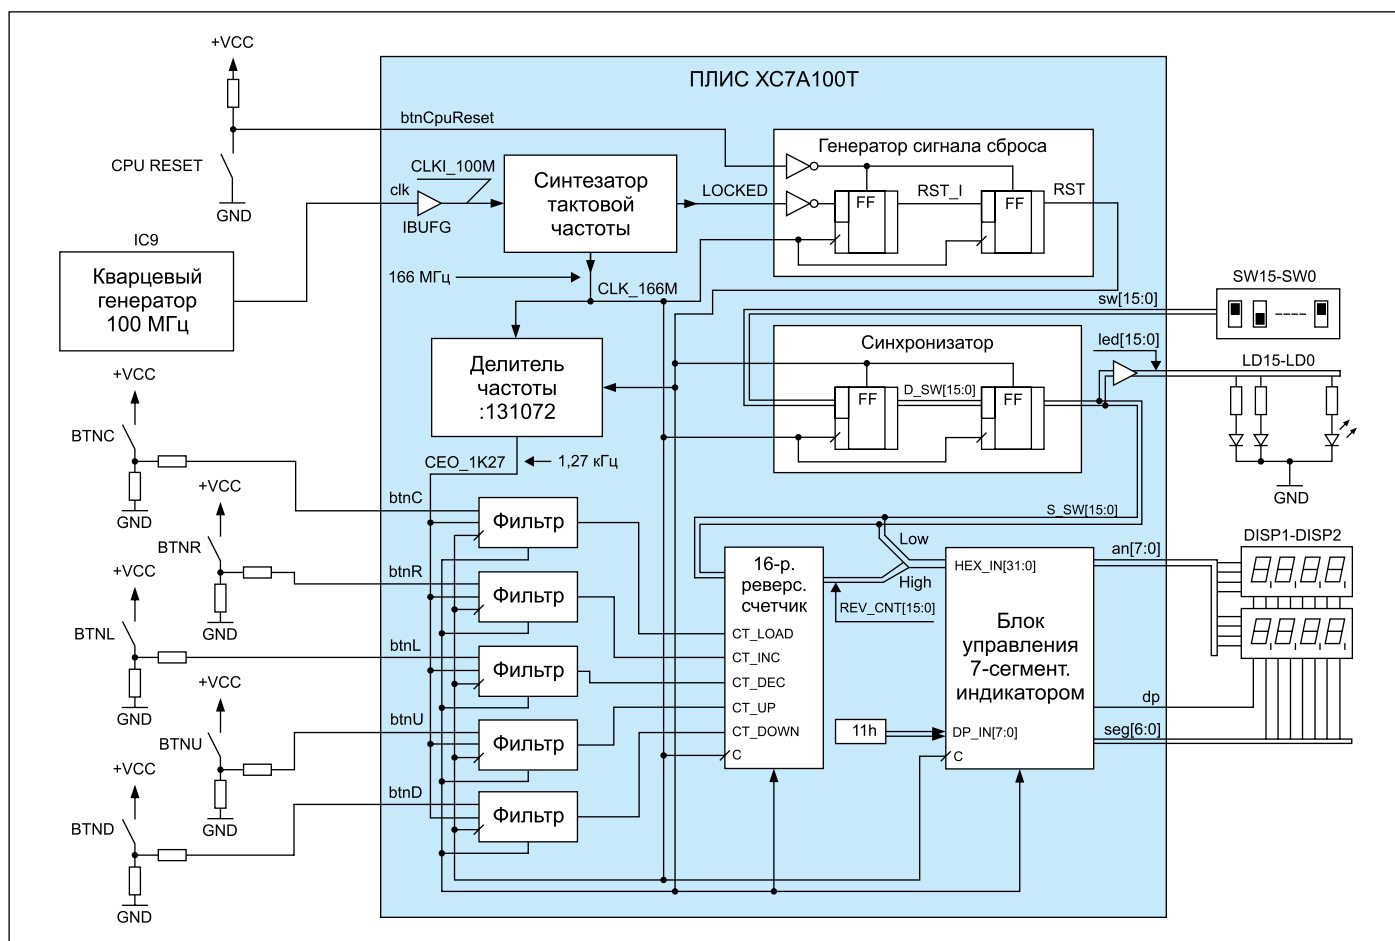 +VCC
CPU RESET
GND
ПЛИС XC7A100T
btnCpuReset
CLKI_100M
clk
IBUFG
Синтезатор
тактовой
частоты
LOCKED
Генератор сигнала сброса
FF
RST_I
FF
RST
IC9
Кварцевый
генератор
100 МГц
166 МГц
CLK_166M
SW15-SW0
sw[15:0]
Делитель
частоты
:131072
Синхронизатор
FF
D_SW[15:0]
FF
led[15:0]
LD15-LD0
GND
CEO_1K27
1,27 кГц
+VCC
BTNC
GND
+VCC
BTNR
GND
+VCC
BTNL
GND
+VCC
BTNU
GND
+VCC
BTND
GND
btnC
Фильтр
btnR
Фильтр
btnL
Фильтр
btnU
Фильтр
btnD
Фильтр
S_SW[15:0]
Low
High
REV_CNT[15:0]
16-р.
реверс.
счетчик
CT_LOAD
CT_INC
CT_DEC
CT_UP
CT_DOWN
C
11h
HEX_IN[31:0]
Блок
управления
7-сегмент.
индикатором
DP_IN[7:0]
C
DISP1-DISP2
an[7:0]
dp
seg[6:0]